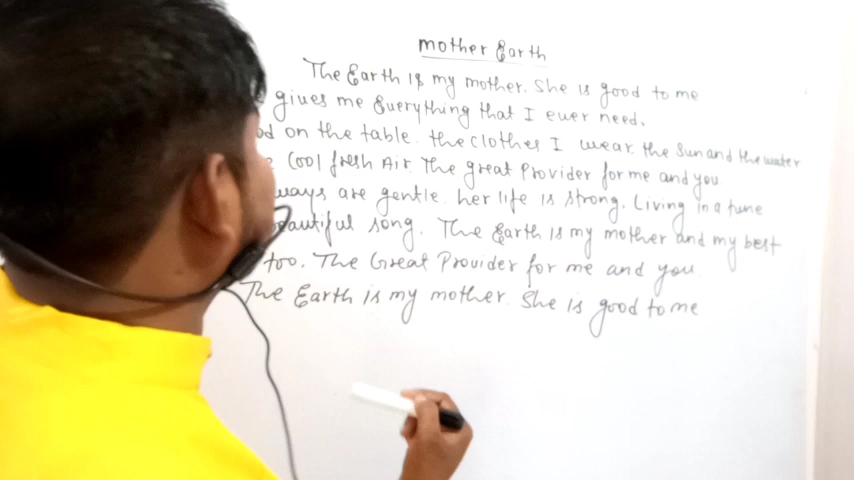 mother Earth
The Earth is my mother. She is good to me
gives me Everything that I ever need.
on the table. the clothes I wear. the Sun and the water
Cool fresh Air. The great Provider for me and you
are gentle. her life is strong. Living in a tune
song. The Earth is my mother and my best
too. The Great Provider for me and you.
The Earth is my mother. She is good to me